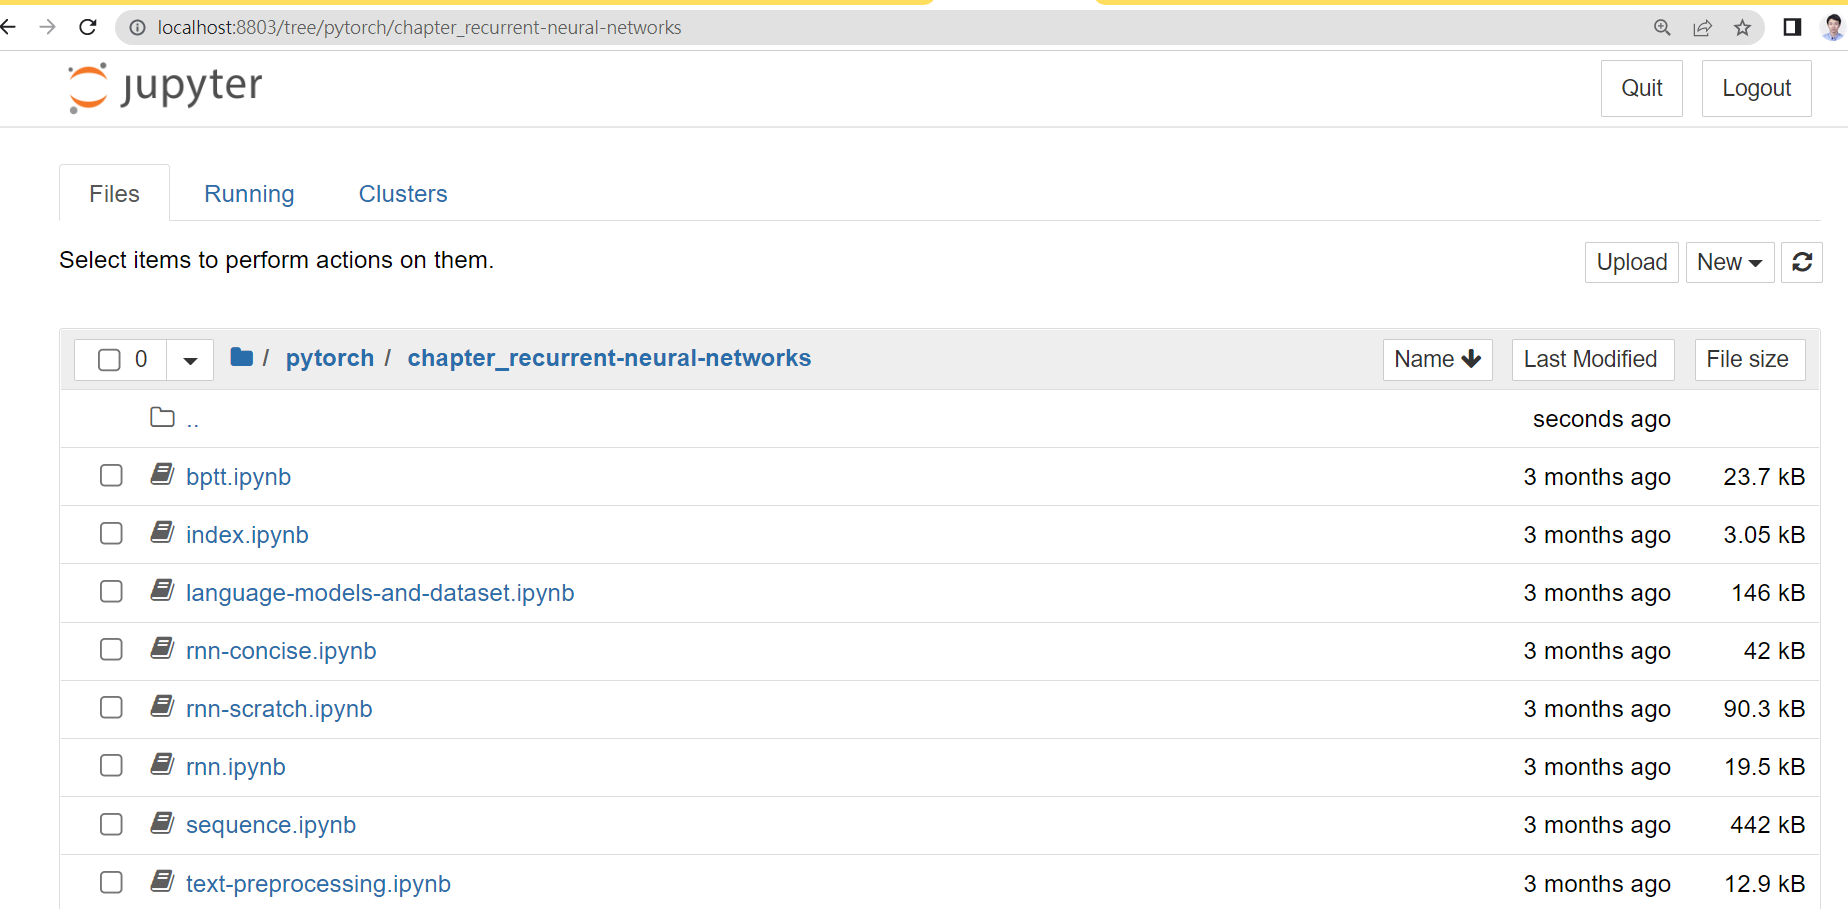 localhost:8803/tree/pytorch/chapter_recurrent-neural-networks
jupyter
Quit Logout
Files Running Clusters
Select items to perform actions on them.
Upload New
0 / pytorch / chapter_recurrent-neural-networks Name Last Modified File size
.. seconds ago
bptt.ipynb 3 months ago 23.7 kB
index.ipynb 3 months ago 3.05 kB
language-models-and-dataset.ipynb 3 months ago 146 kB
rnn-concise.ipynb 3 months ago 42 kB
rnn-scratch.ipynb 3 months ago 90.3 kB
rnn.ipynb 3 months ago 19.5 kB
sequence.ipynb 3 months ago 442 kB
text-preprocessing.ipynb 3 months ago 12.9 kB